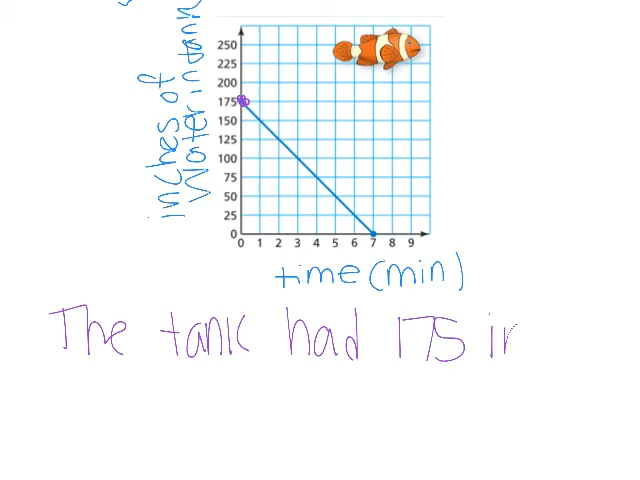 inches of
Water in tank
250
225
200
175
150
125
100
75
50
25
0
0 1 2 3 4 5 6 7 8 9
time (min)
The tank had 175 in